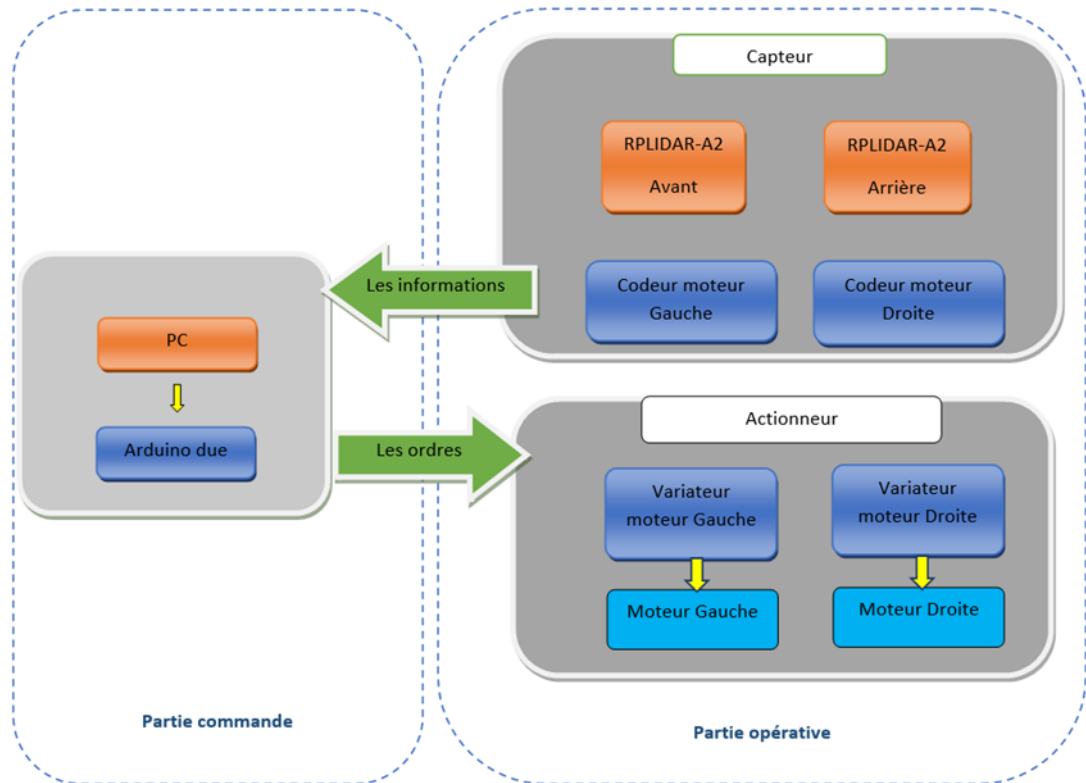 Capteur
RPLIDAR-A2
Avant
RPLIDAR-A2
Arrière
Les informations
Codeur moteur
Gauche
Codeur moteur
Droite
PC
Arduino due
Les ordres
Actionneur
Variateur
moteur Gauche
Variateur
moteur Droite
Moteur Gauche
Moteur Droite
Partie commande
Partie opérative